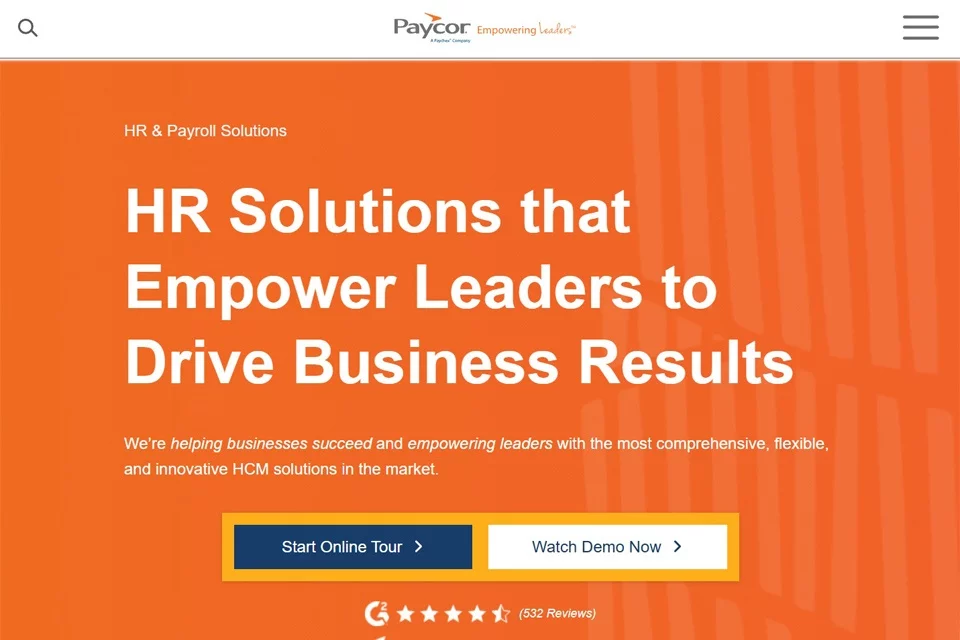 Paycor Empowering Leaders™
A Paychex® Company
HR & Payroll Solutions
HR Solutions that
Empower Leaders to
Drive Business Results
We're helping businesses succeed and empowering leaders with the most comprehensive, flexible,
and innovative HCM solutions in the market.
Start Online Tour
Watch Demo Now
G2 (532 Reviews)